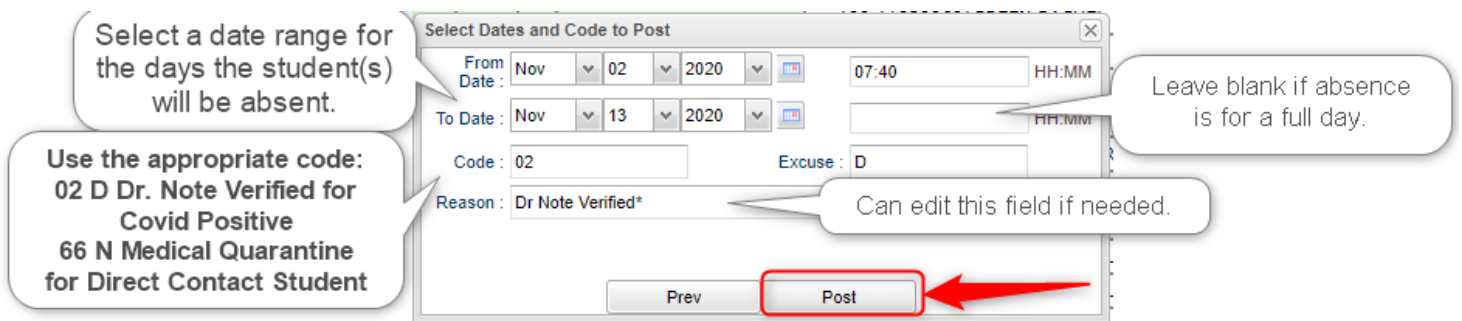 Select a date range for
the days the student(s)
will be absent.
Use the appropriate code:
02 D Dr. Note Verified for
Covid Positive
66 N Medical Quarantine
for Direct Contact Student
Select Dates and Code to Post
From Date : Nov 02 2020 07:40 HH:MM
To Date : Nov 13 2020 HH:MM
Code : 02 Excuse : D
Reason : Dr Note Verified*
Prev Post
Leave blank if absence
is for a full day.
Can edit this field if needed.